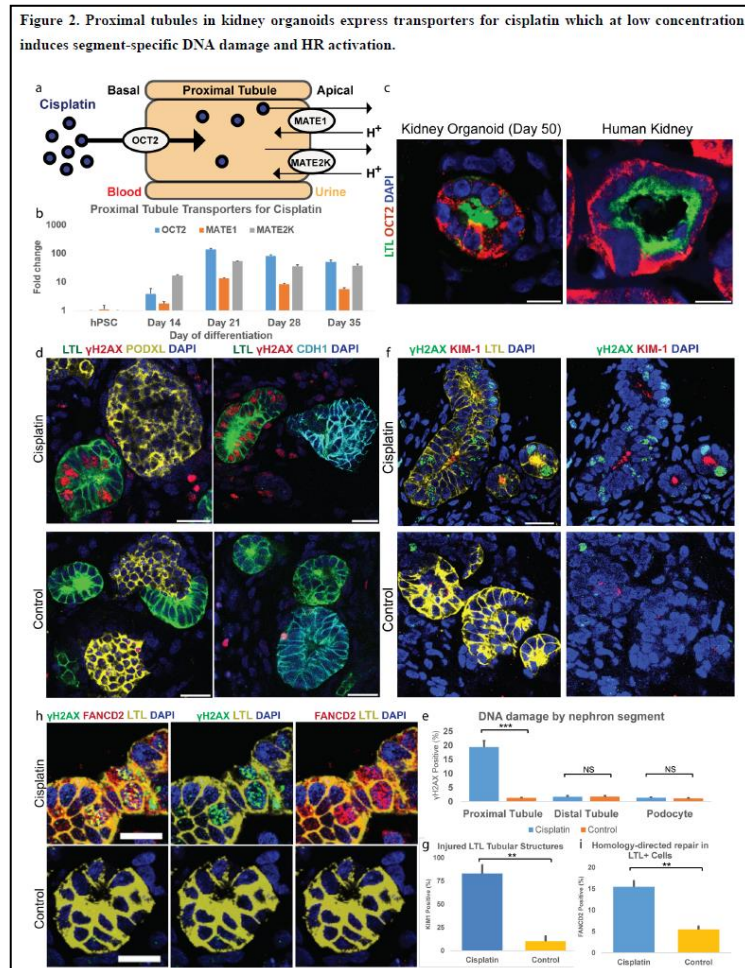 Figure 2. Proximal tubules in kidney organoids express transporters for cisplatin which at low concentration
induces segment-specific DNA damage and HR activation.
a
Basal
Proximal Tubule
Apical
Cisplatin
OCT2
MATE1
H+
MATE2K
H+
Blood
Urine
b
Proximal Tubule Transporters for Cisplatin
OCT2 MATE1 MATE2K
Fold change
1000
100
10
1
hPSC Day 14 Day 21 Day 28 Day 35
Day of differentiation
c
Kidney Organoid (Day 50) Human Kidney
LTL OCT2 DAPI
d
LTL γH2AX PODXL DAPI LTL γH2AX CDH1 DAPI
Cisplatin
Control
f
γH2AX KIM-1 LTL DAPI γH2AX KIM-1 DAPI
Cisplatin
Control
h
γH2AX FANCD2 LTL DAPI γH2AX LTL DAPI FANCD2 LTL DAPI
Cisplatin
Control
e
DNA damage by nephron segment
γH2AX Positive (%)
25
20
15
10
5
0
*** NS NS
Proximal Tubule Distal Tubule Podocyte
Cisplatin Control
g
Injured LTL Tubular Structures
KIM1 Positive (%)
100
75
50
25
0
**
Cisplatin Control
i
Homology-directed repair in
LTL+ Cells
FANCD2 Positive (%)
20
15
10
5
0
**
Cisplatin Control